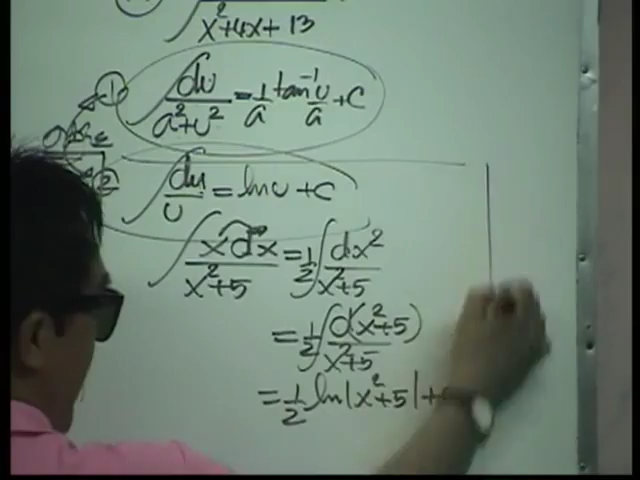 ∫ / x²+4x+13
① ∫ du/(a²+u²) = 1/a tan⁻¹ u/a + c
② ∫ du/u = ln u + c
∫ xdx/(x²+5) = 1/2 ∫ dx²/(x²+5)
= 1/2 ∫ d(x²+5)/(x²+5)
= 1/2 ln|x²+5| +